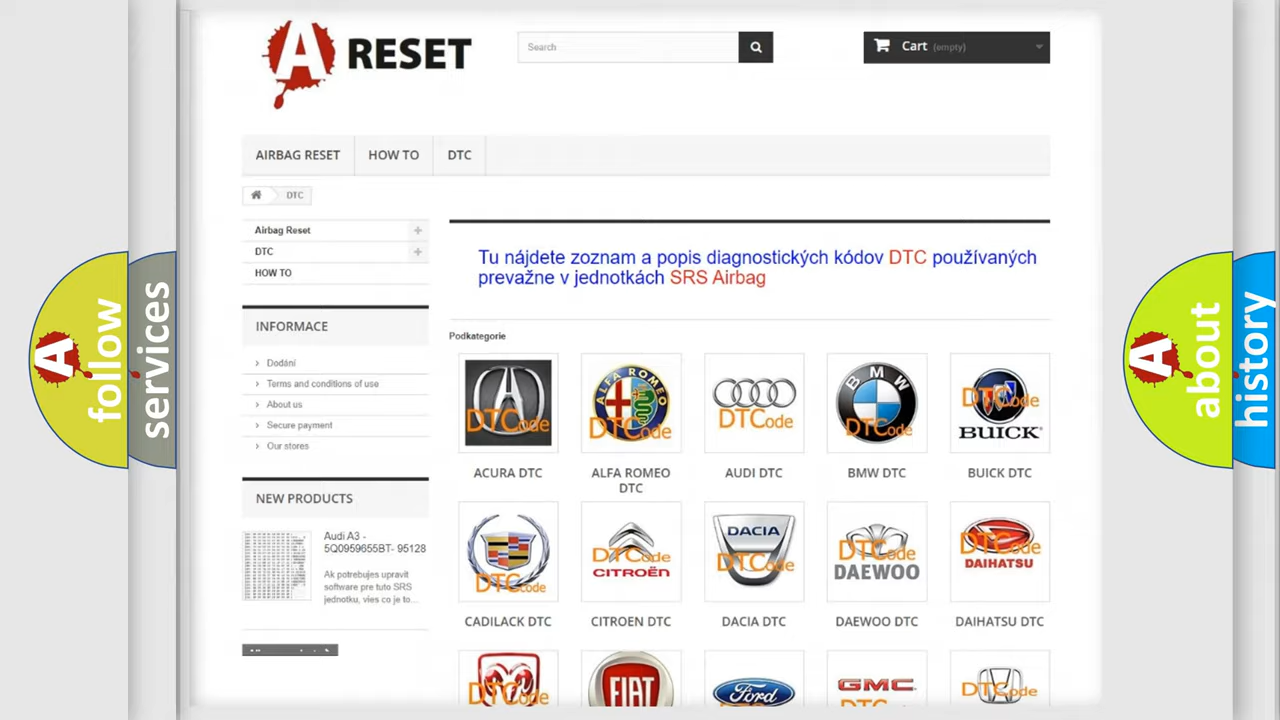 A RESET
Search
Cart (empty)
AIRBAG RESET
HOW TO
DTC
DTC
Airbag Reset
DTC
HOW TO
INFORMACE
Dodání
Terms and conditions of use
About us
Secure payment
Our stores
NEW PRODUCTS
Audi A3 -
5Q0959655BT- 95128
Ak potrebujes upravit
software pre tuto SRS
jednotku, vies co je to...
Tu nájdete zoznam a popis diagnostických kódov DTC používaných
prevažne v jednotkách SRS Airbag
Podkategorie
DTCode
ALFA ROMEO
DTCode
DTCode
BMW
DTCode
DTCode
BUICK
ACURA DTC
ALFA ROMEO
DTC
AUDI DTC
BMW DTC
BUICK DTC
DTCode
DTCode
CITROËN
DACIA
DTCode
DTCode
DAEWOO
DTCode
DAIHATSU
CADILACK DTC
CITROEN DTC
DACIA DTC
DAEWOO DTC
DAIHATSU DTC
DTCode
FIAT
Ford
GMC
DTCode
A follow
services
A about
history